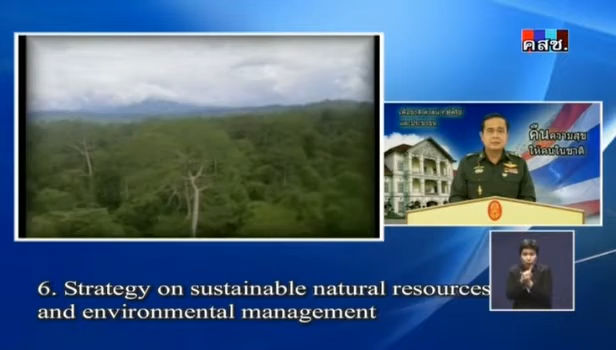 คสช.
คืนความสุข
ให้คนในชาติ
6. Strategy on sustainable natural resources
and environmental management